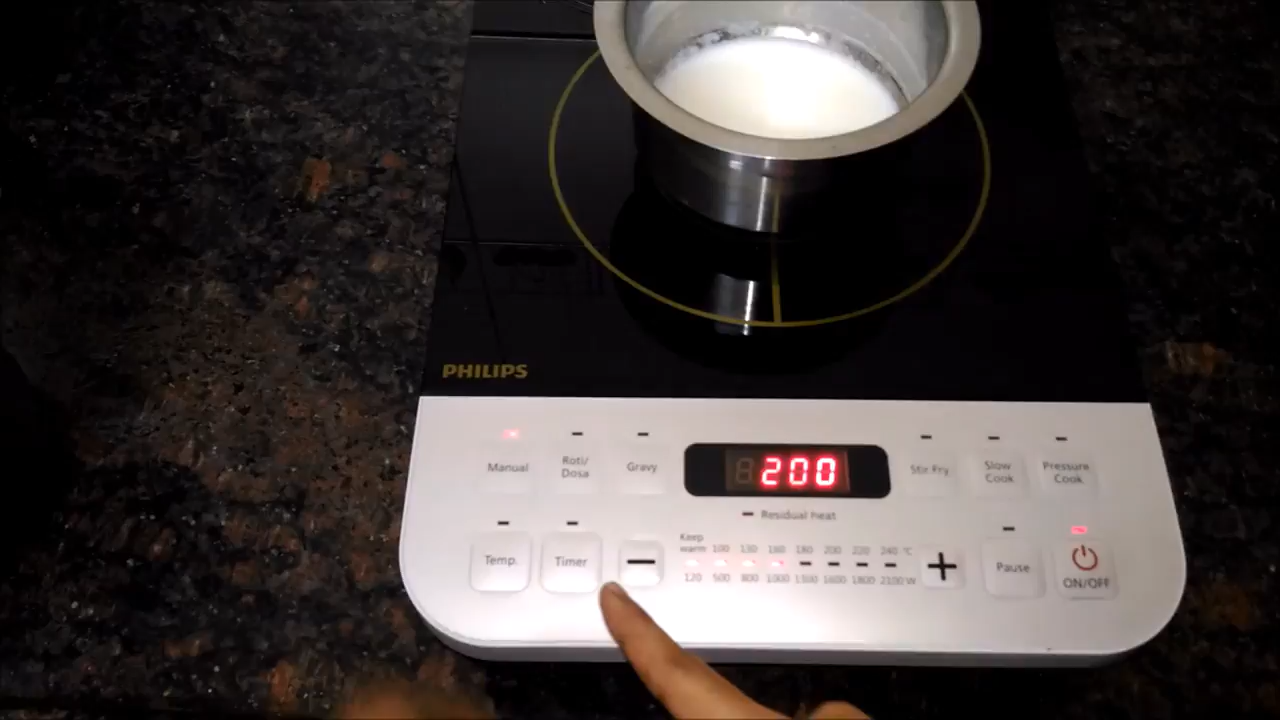 PHILIPS
Manual
Roti/
Dosa
Gravy
200
Stir Fry
Slow
Cook
Pressure
Cook
Residual heat
Temp.
Timer
Keep
warm 100 130 160 180 200 220 240 °C
120 500 800 1000 1300 1600 1800 2100 W
Pause
ON/OFF